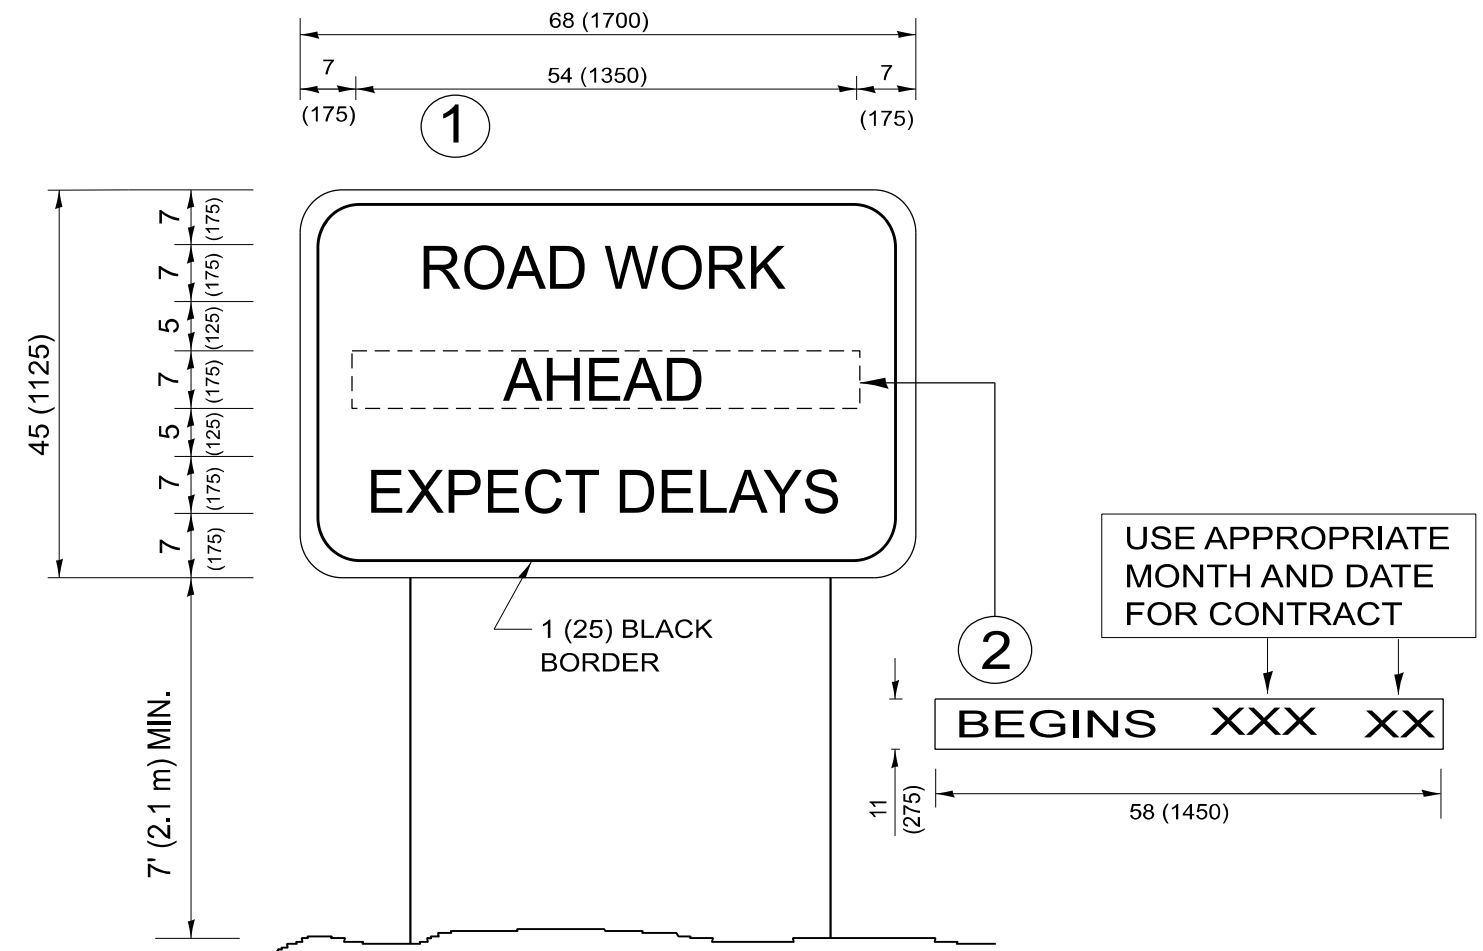 68 (1700)
7
54 (1350)
7
(175)
(175)
1
7
(175)
7
(175)
5
(125)
7
(175)
5
(125)
7
(175)
7
(175)
45 (1125)
ROAD WORK
AHEAD
EXPECT DELAYS
1 (25) BLACK
BORDER
7' (2.1 m) MIN.
2
USE APPROPRIATE
MONTH AND DATE
FOR CONTRACT
BEGINS XXX XX
11
(275)
58 (1450)